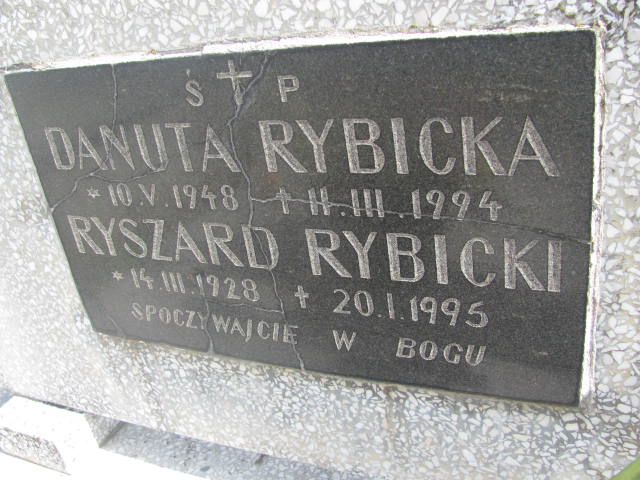 Ś † P
DANUTA RYBICKA
* 10.V.1948 † 11.III.1994
RYSZARD RYBICKI
* 14.III.1928 † 20.I.1995
SPOCZYWAJCIE W BOGU